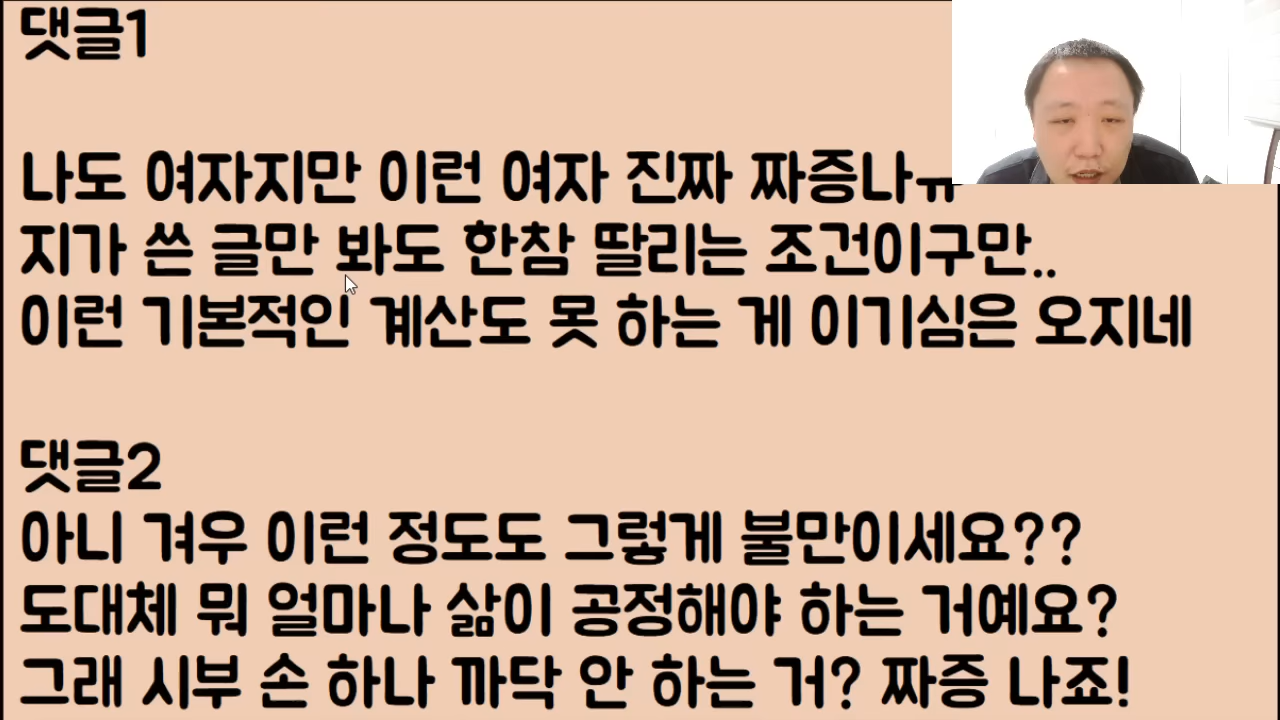 댓글1
나도 여자지만 이런 여자 진짜 짜증나ㅠ
지가 쓴 글만 봐도 한참 딸리는 조건이구만..
이런 기본적인 계산도 못 하는 게 이기심은 오지네
댓글2
아니 겨우 이런 정도도 그렇게 불만이세요??
도대체 뭐 얼마나 삶이 공정해야 하는 거예요?
그래 시부 손 하나 까닥 안 하는 거? 짜증 나죠!